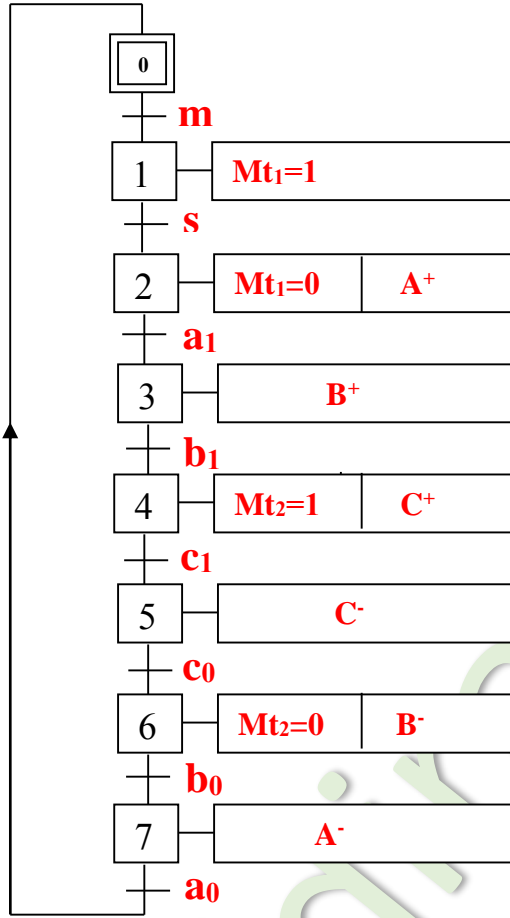 0
m
1 Mt₁=1
s
2 Mt₁=0 A⁺
a₁
3 B⁺
b₁
4 Mt₂=1 C⁺
c₁
5 C⁻
c₀
6 Mt₂=0 B⁻
b₀
7 A⁻
a₀